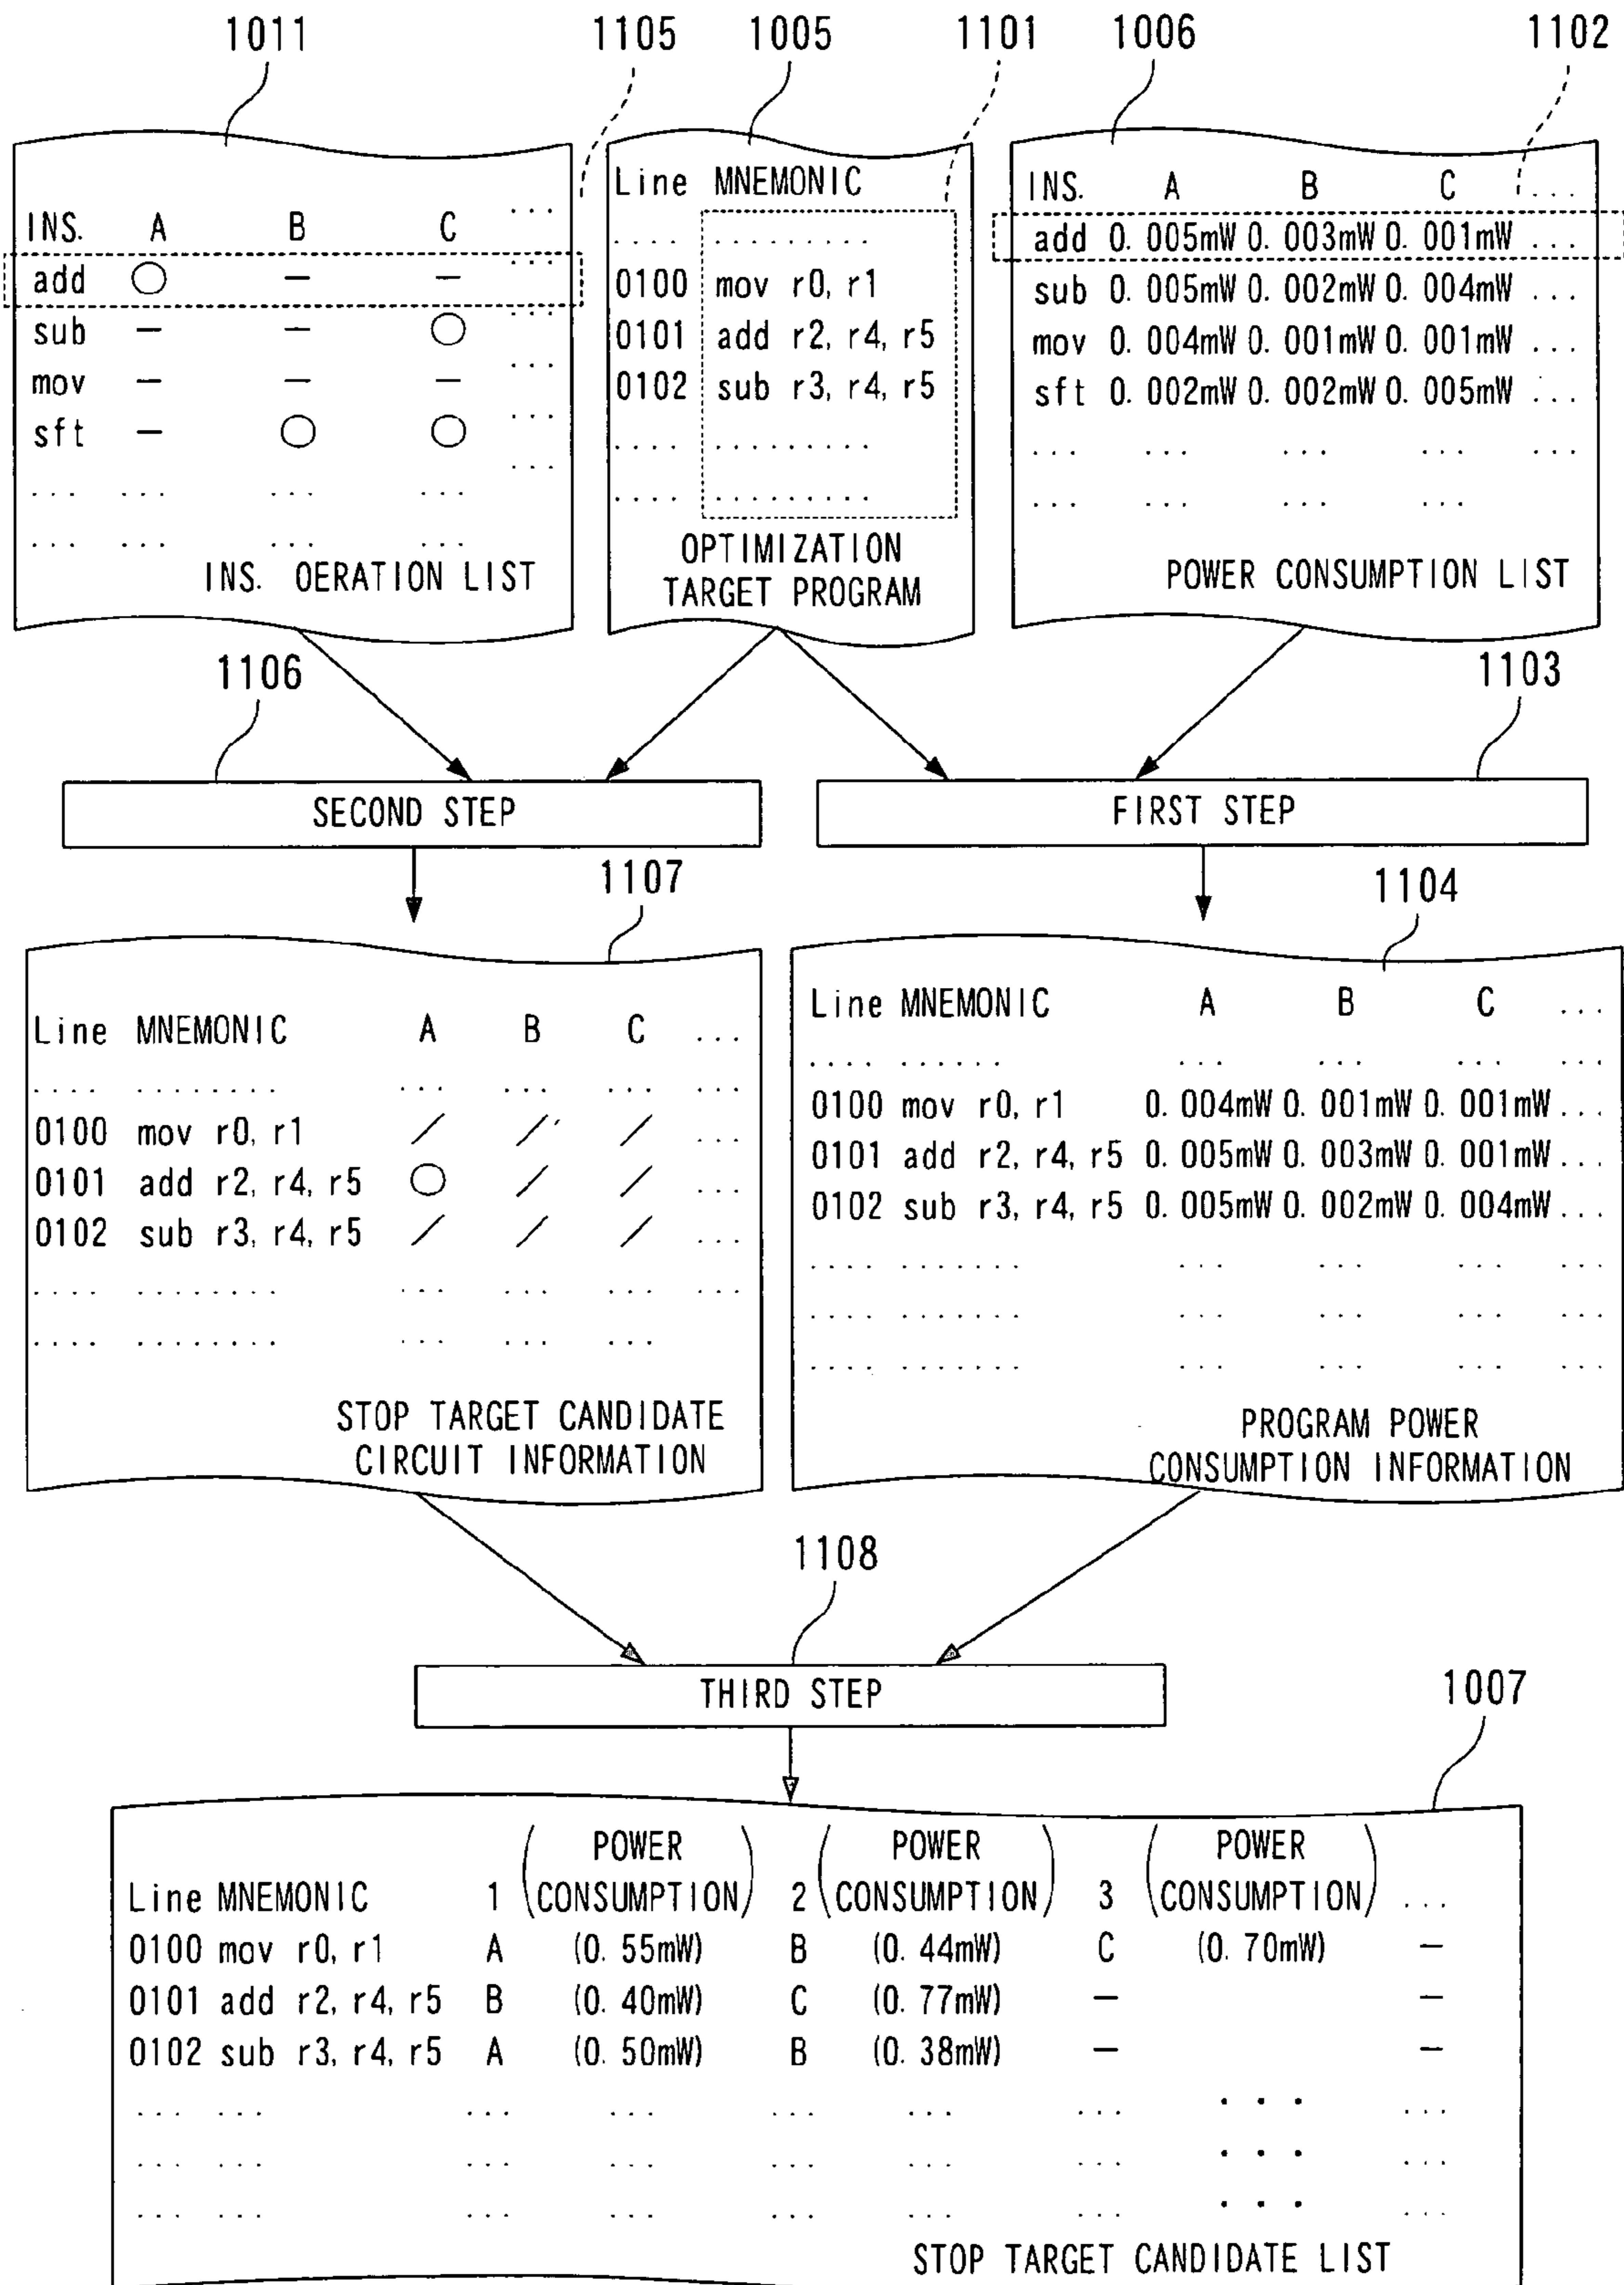 1011 1105 1005 1101 1006 1102
INS. A B C ...
add ○ — — ...
sub — — ○ ...
mov — — — ...
sft — ○ ○ ...
... ... ... ... ...
... ... ... ...
INS. OERATION LIST
Line MNEMONIC
.... .........
0100 mov r0, r1
0101 add r2, r4, r5
0102 sub r3, r4, r5
.... .........
.... .........
OPTIMIZATION
TARGET PROGRAM
INS. A B C ...
add 0.005mW 0.003mW 0.001mW ...
sub 0.005mW 0.002mW 0.004mW ...
mov 0.004mW 0.001mW 0.001mW ...
sft 0.002mW 0.002mW 0.005mW ...
... ... ... ... ...
... ... ... ...
POWER CONSUMPTION LIST
1106 1103
SECOND STEP
FIRST STEP
1107 1104
Line MNEMONIC A B C ...
.... ........ ... ... ... ...
0100 mov r0, r1 / / / ...
0101 add r2, r4, r5 ○ / / ...
0102 sub r3, r4, r5 / / / ...
.... ........ ... ... ... ...
.... ........ ... ... ...
STOP TARGET CANDIDATE
CIRCUIT INFORMATION
Line MNEMONIC A B C ...
.... ...... ... ... ... ...
0100 mov r0, r1 0.004mW 0.001mW 0.001mW ...
0101 add r2, r4, r5 0.005mW 0.003mW 0.001mW ...
0102 sub r3, r4, r5 0.005mW 0.002mW 0.004mW ...
.... ....... ... ... ... ...
.... ....... ... ... ... ...
.... ....... ... ... ... ...
PROGRAM POWER
CONSUMPTION INFORMATION
1108
THIRD STEP
1007
Line MNEMONIC 1 (POWER CONSUMPTION) 2 (POWER CONSUMPTION) 3 (POWER CONSUMPTION) ...
0100 mov r0, r1 A (0.55mW) B (0.44mW) C (0.70mW) —
0101 add r2, r4, r5 B (0.40mW) C (0.77mW) — —
0102 sub r3, r4, r5 A (0.50mW) B (0.38mW) — —
... ... ... ... ... ... ... ... ...
... ... ... ... ... ... ... ... ...
... ... ... ... ... ... ... ... ...
STOP TARGET CANDIDATE LIST